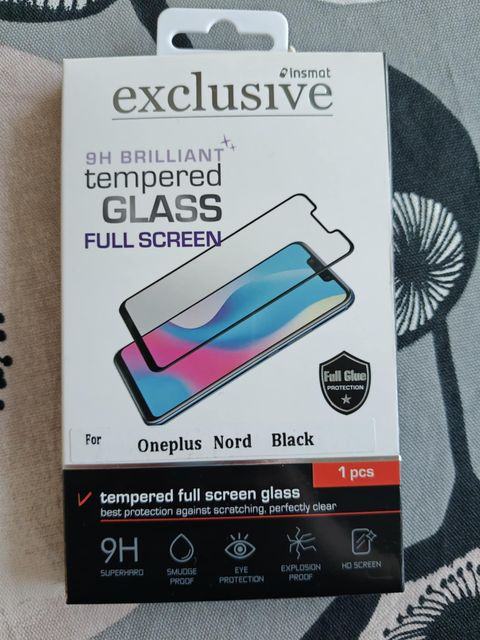 insmat
exclusive
9H BRILLIANT
tempered
GLASS
FULL SCREEN
Full Glue
PROTECTION
For Oneplus Nord Black
1 pcs
tempered full screen glass
best protection against scratching, perfectly clear
9H
SUPERHARD
SMUDGE
PROOF
EYE
PROTECTION
EXPLOSION
PROOF
HD SCREEN